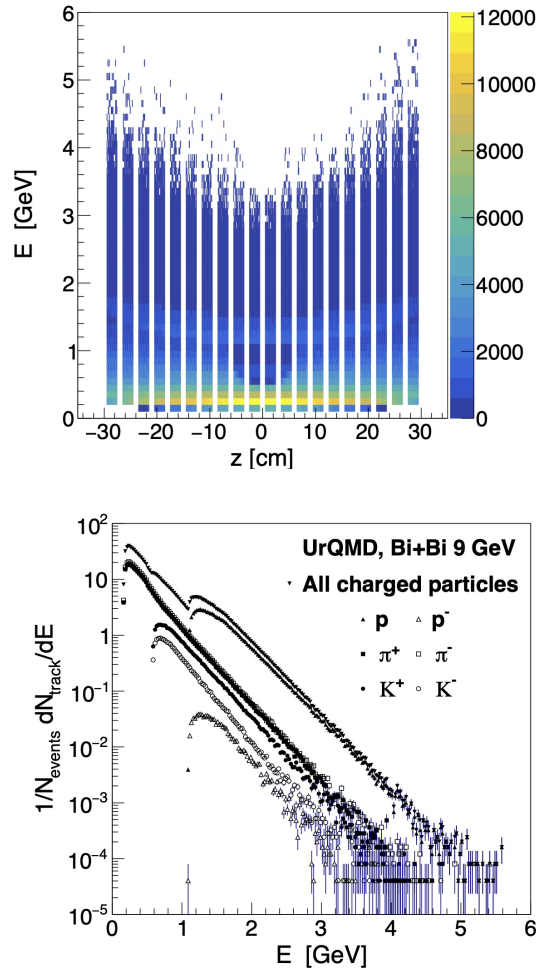 6
5
4
3
2
1
0
E [GeV]
−30 −20 −10 0 10 20 30
z [cm]
12000
10000
8000
6000
4000
2000
0
10²
10
1
10⁻¹
10⁻²
10⁻³
10⁻⁴
10⁻⁵
1/N_events dN_track/dE
UrQMD, Bi+Bi 9 GeV
All charged particles
p p⁻
π⁺ π⁻
K⁺ K⁻
0 1 2 3 4 5 6
E [GeV]